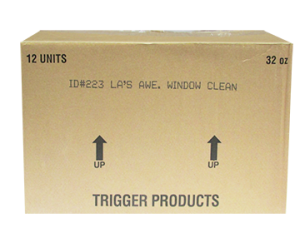 12 UNITS 32 oz
ID#223 LA'S AWE. WINDOW CLEAN
UP UP
TRIGGER PRODUCTS